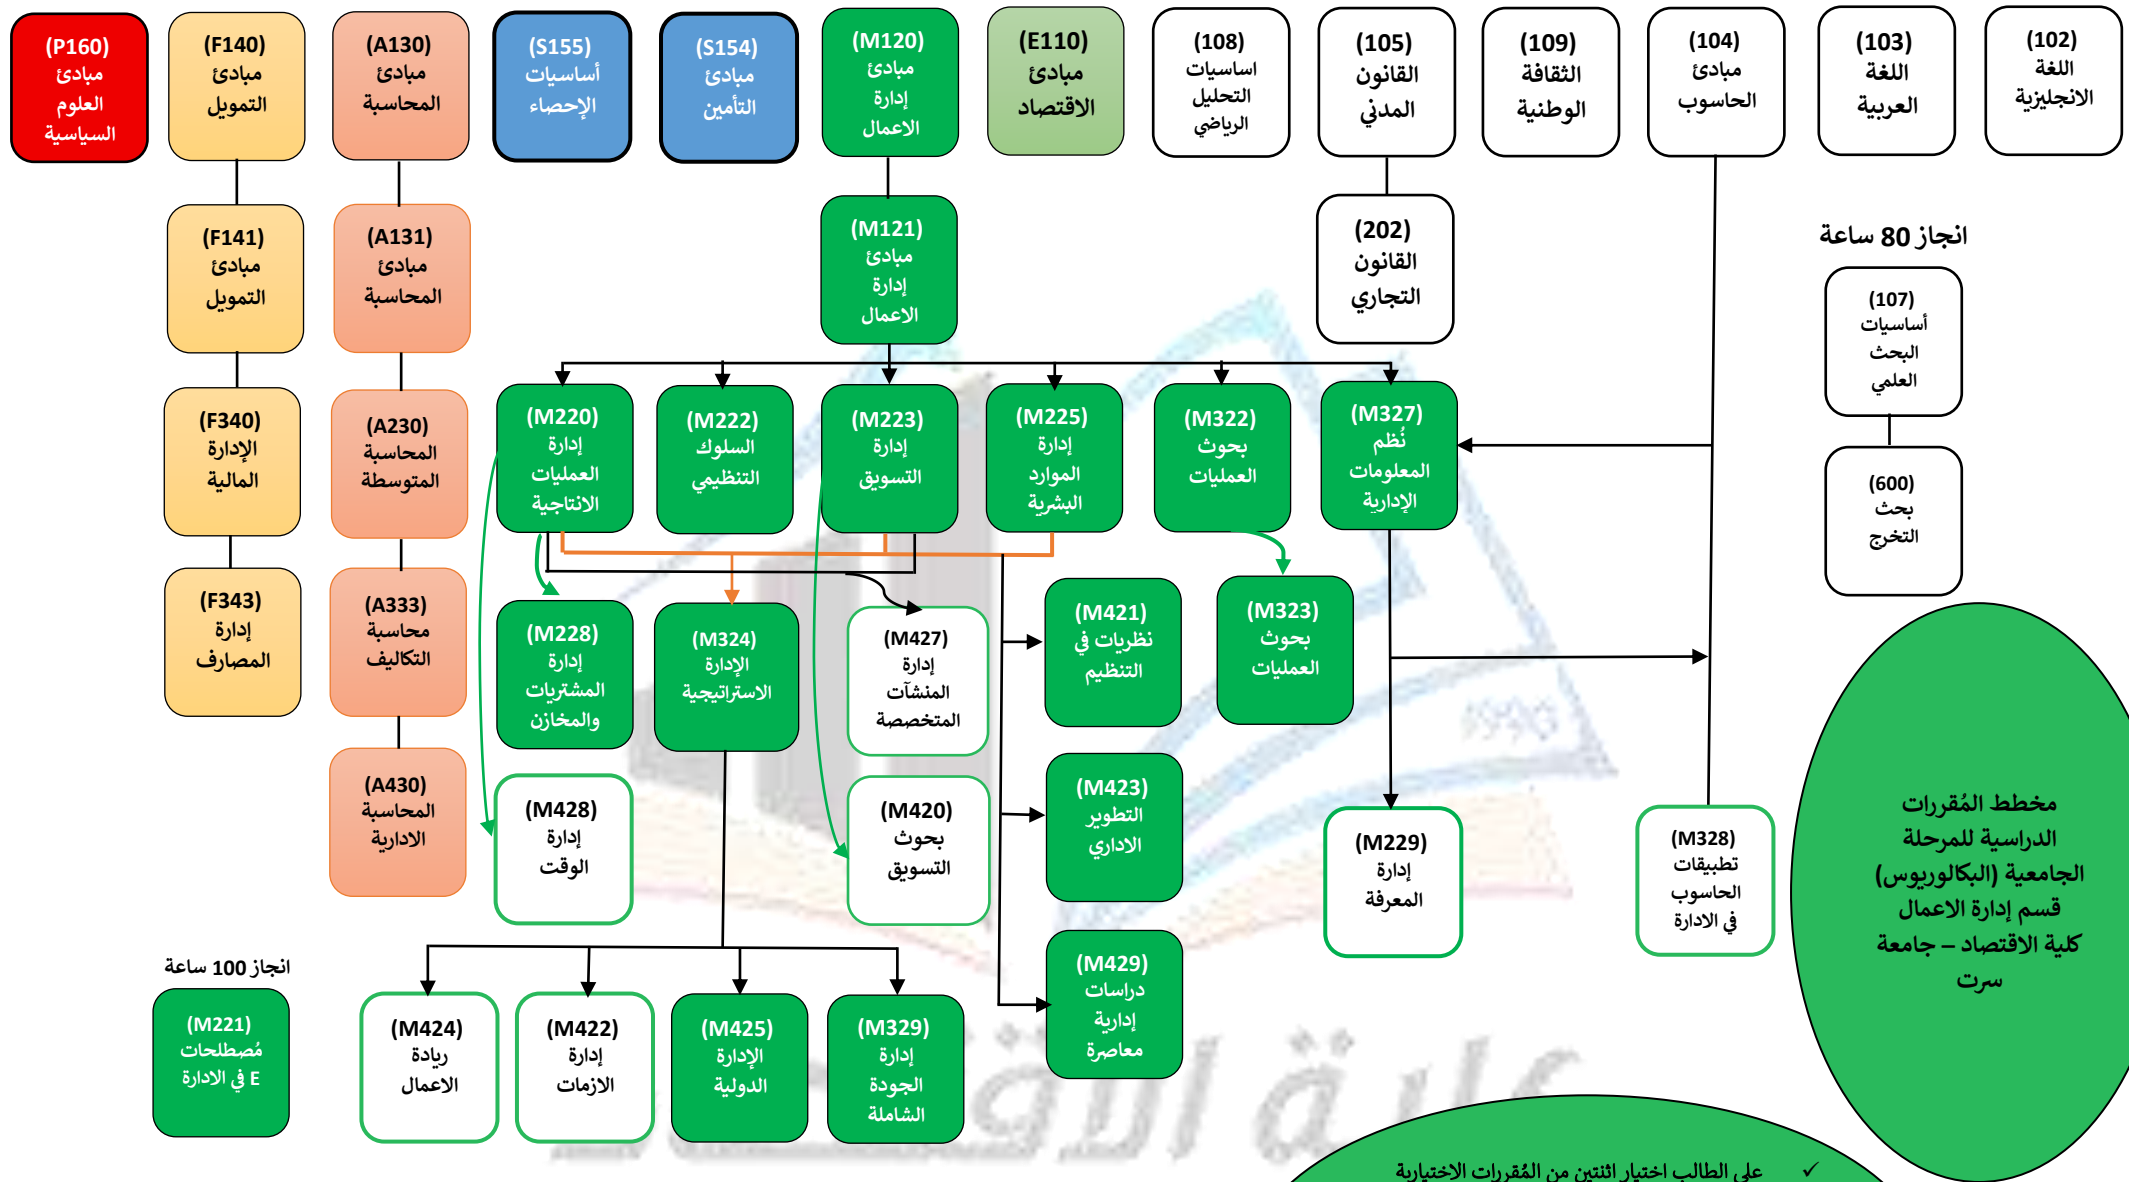 (102)
اللغة
الانجليزية
(103)
اللغة
العربية
(104)
مبادئ
الحاسوب
(109)
الثقافة
الوطنية
(105)
القانون
المدني
(108)
اساسيات
التحليل
الرياضي
(E110)
مبادئ
الاقتصاد
(M120)
مبادئ
إدارة
الاعمال
(S154)
مبادئ
التأمين
(S155)
أساسيات
الإحصاء
(A130)
مبادئ
المحاسبة
(F140)
مبادئ
التمويل
(P160)
مبادئ
العلوم
السياسية
انجاز 80 ساعة
(202)
القانون
التجاري
(M121)
مبادئ
إدارة
الاعمال
(A131)
مبادئ
المحاسبة
(F141)
مبادئ
التمويل
(107)
أساسيات
البحث
العلمي
(M327)
نُظم
المعلومات
الإدارية
(M322)
بحوث
العمليات
(M225)
إدارة
الموارد
البشرية
(M223)
إدارة
التسويق
(M222)
السلوك
التنظيمي
(M220)
إدارة
العمليات
الانتاجية
(A230)
المحاسبة
المتوسطة
(F340)
الإدارة
المالية
(600)
بحث
التخرج
(M323)
بحوث
العمليات
(M421)
نظريات في
التنظيم
(M427)
إدارة
المنشآت
المتخصصة
(M324)
الإدارة
الاستراتيجية
(M228)
إدارة
المشتريات
والمخازن
(A333)
محاسبة
التكاليف
(F343)
إدارة
المصارف
مخطط المُقررات
الدراسية للمرحلة
الجامعية (البكالوريوس)
قسم إدارة الاعمال
كلية الاقتصاد – جامعة
سرت
(M328)
تطبيقات
الحاسوب
في الادارة
(M229)
إدارة
المعرفة
(M423)
التطوير
الاداري
(M420)
بحوث
التسويق
(M428)
إدارة
الوقت
(A430)
المحاسبة
الادارية
(M429)
دراسات
إدارية
معاصرة
(M329)
إدارة
الجودة
الشاملة
(M425)
الإدارة
الدولية
(M422)
إدارة
الازمات
(M424)
ريادة
الاعمال
انجاز 100 ساعة
(M221)
مُصطلحات
في الادارة E
✓ على الطالب اختيار اثنتين من المُقررات الاختيارية
1990
كلية الاقتصاد